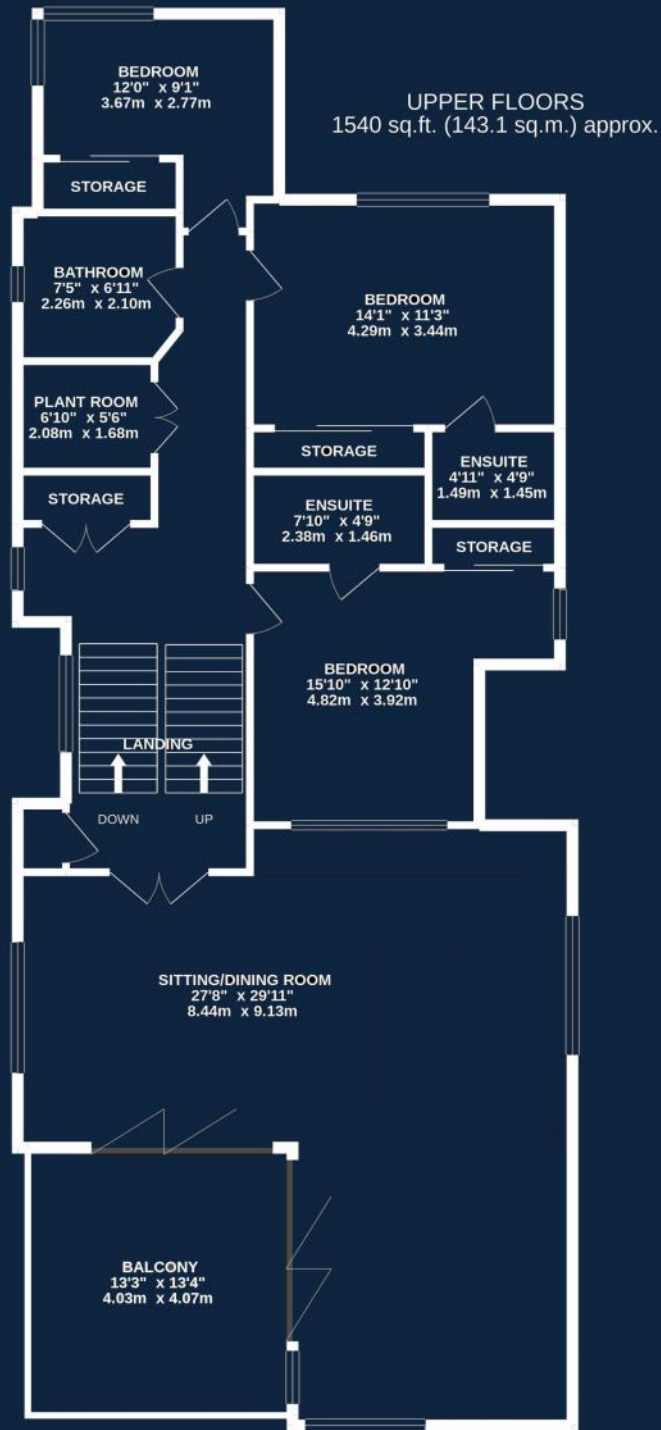 UPPER FLOORS
1540 sq.ft. (143.1 sq.m.) approx.
BEDROOM
12'0" x 9'1"
3.67m x 2.77m
STORAGE
BATHROOM
7'5" x 6'11"
2.26m x 2.10m
BEDROOM
14'1" x 11'3"
4.29m x 3.44m
PLANT ROOM
6'10" x 5'6"
2.08m x 1.68m
STORAGE
STORAGE
ENSUITE
4'11" x 4'9"
1.49m x 1.45m
ENSUITE
7'10" x 4'9"
2.38m x 1.46m
STORAGE
BEDROOM
15'10" x 12'10"
4.82m x 3.92m
LANDING
DOWN
UP
SITTING/DINING ROOM
27'8" x 29'11"
8.44m x 9.13m
BALCONY
13'3" x 13'4"
4.03m x 4.07m